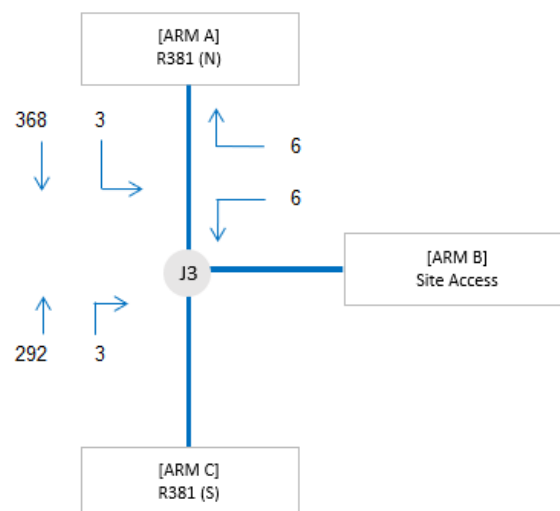 [ARM A]
R381 (N)
368 3
6
6
[ARM B]
Site Access
J3
292 3
[ARM C]
R381 (S)